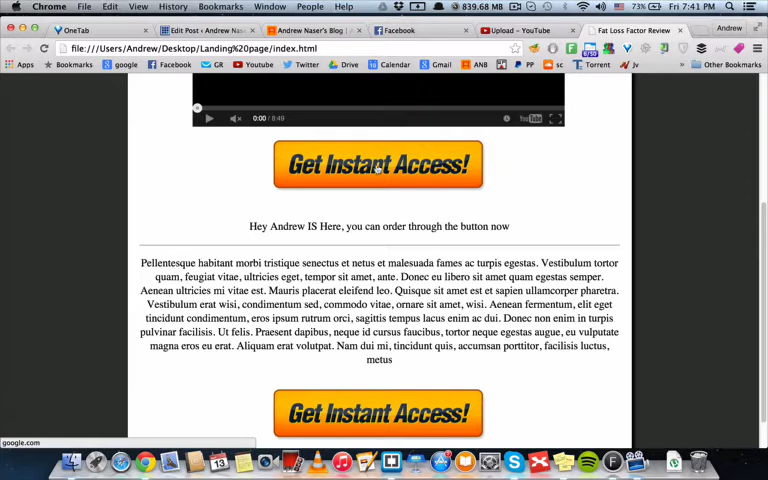 Chrome File Edit View History Bookmarks Window People Help 839.68 MB 73% Fri 7:41 PM
OneTab Edit Post ‹ Andrew Nas Andrew Naser's Blog | A Facebook Upload - YouTube Fat Loss Factor Review Andrew
file:///Users/Andrew/Desktop/Landing%20page/index.html
Apps Bookmarks google Facebook GR Youtube Twitter Drive Calendar Gmail ANB PP sc Torrent Jv » Other Bookmarks
0:00 / 8:49 YouTube
Get Instant Access!
Hey Andrew IS Here, you can order through the button now
Pellentesque habitant morbi tristique senectus et netus et malesuada fames ac turpis egestas. Vestibulum tortor
quam, feugiat vitae, ultricies eget, tempor sit amet, ante. Donec eu libero sit amet quam egestas semper.
Aenean ultricies mi vitae est. Mauris placerat eleifend leo. Quisque sit amet est et sapien ullamcorper pharetra.
Vestibulum erat wisi, condimentum sed, commodo vitae, ornare sit amet, wisi. Aenean fermentum, elit eget
tincidunt condimentum, eros ipsum rutrum orci, sagittis tempus lacus enim ac dui. Donec non enim in turpis
pulvinar facilisis. Ut felis. Praesent dapibus, neque id cursus faucibus, tortor neque egestas augue, eu vulputate
magna eros eu erat. Aliquam erat volutpat. Nam dui mi, tincidunt quis, accumsan porttitor, facilisis luctus,
metus
Get Instant Access!
google.com